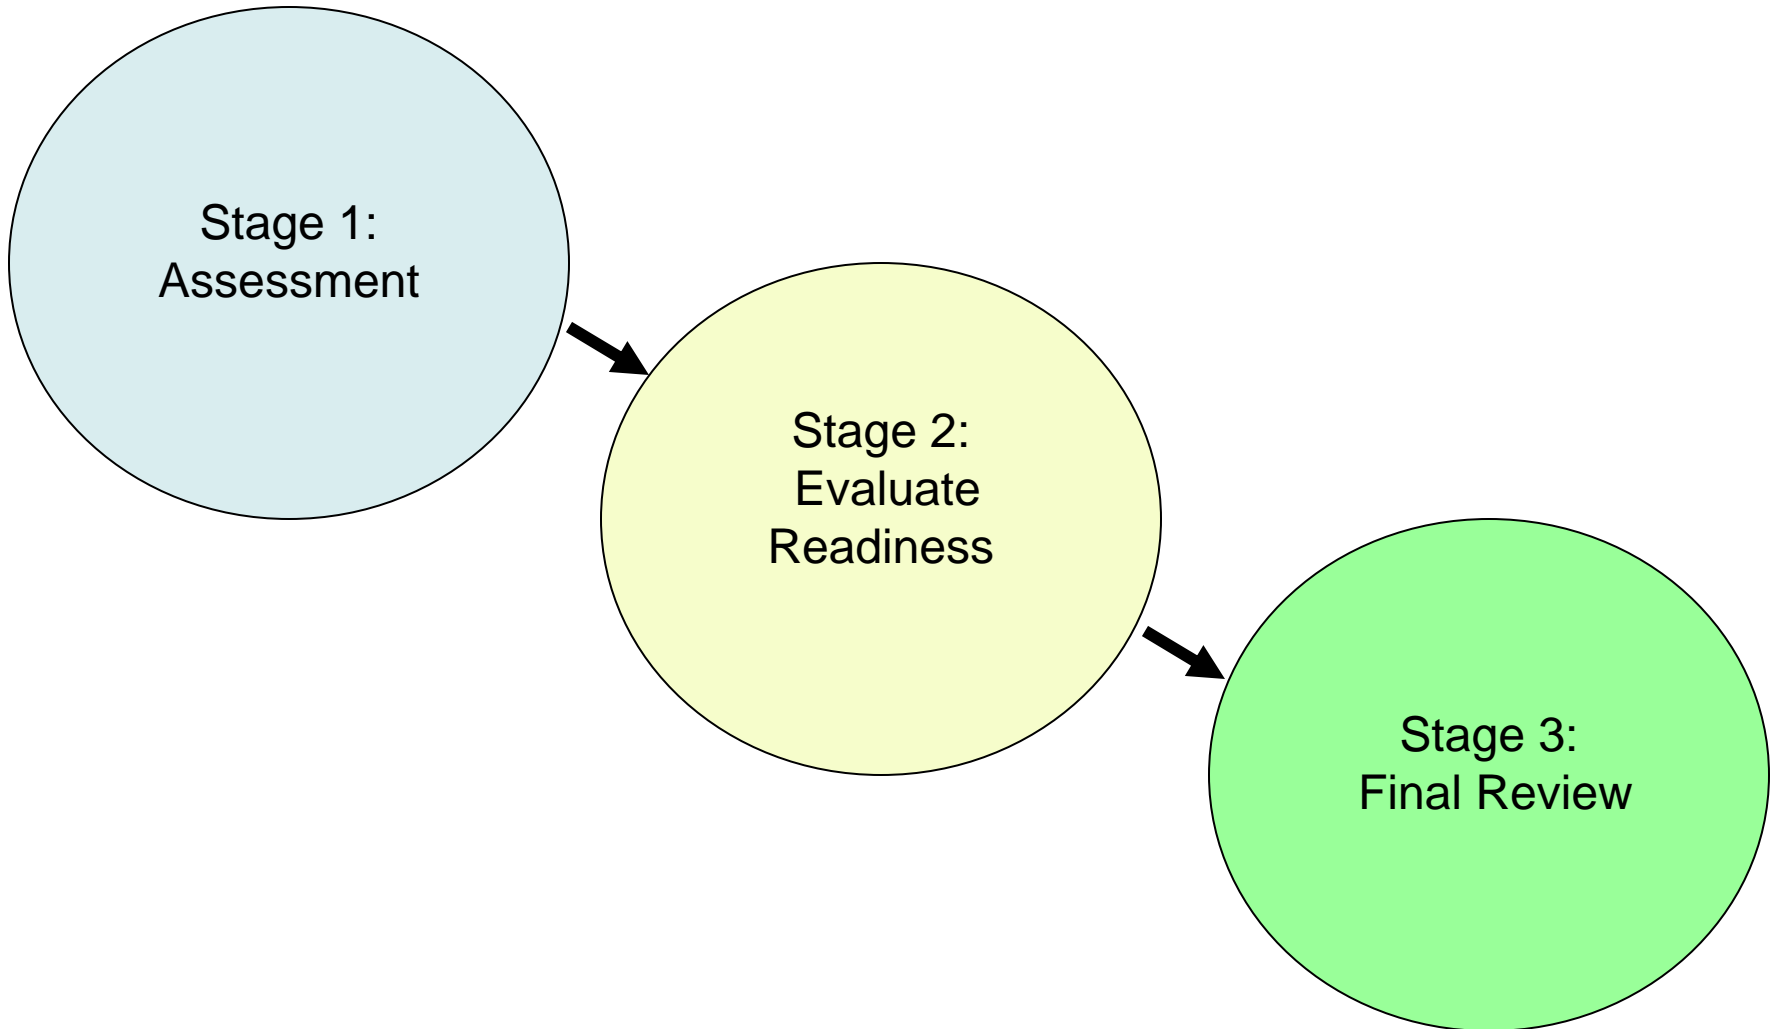 Stage 1:
Assessment
Stage 2:
Evaluate
Readiness
Stage 3:
Final Review